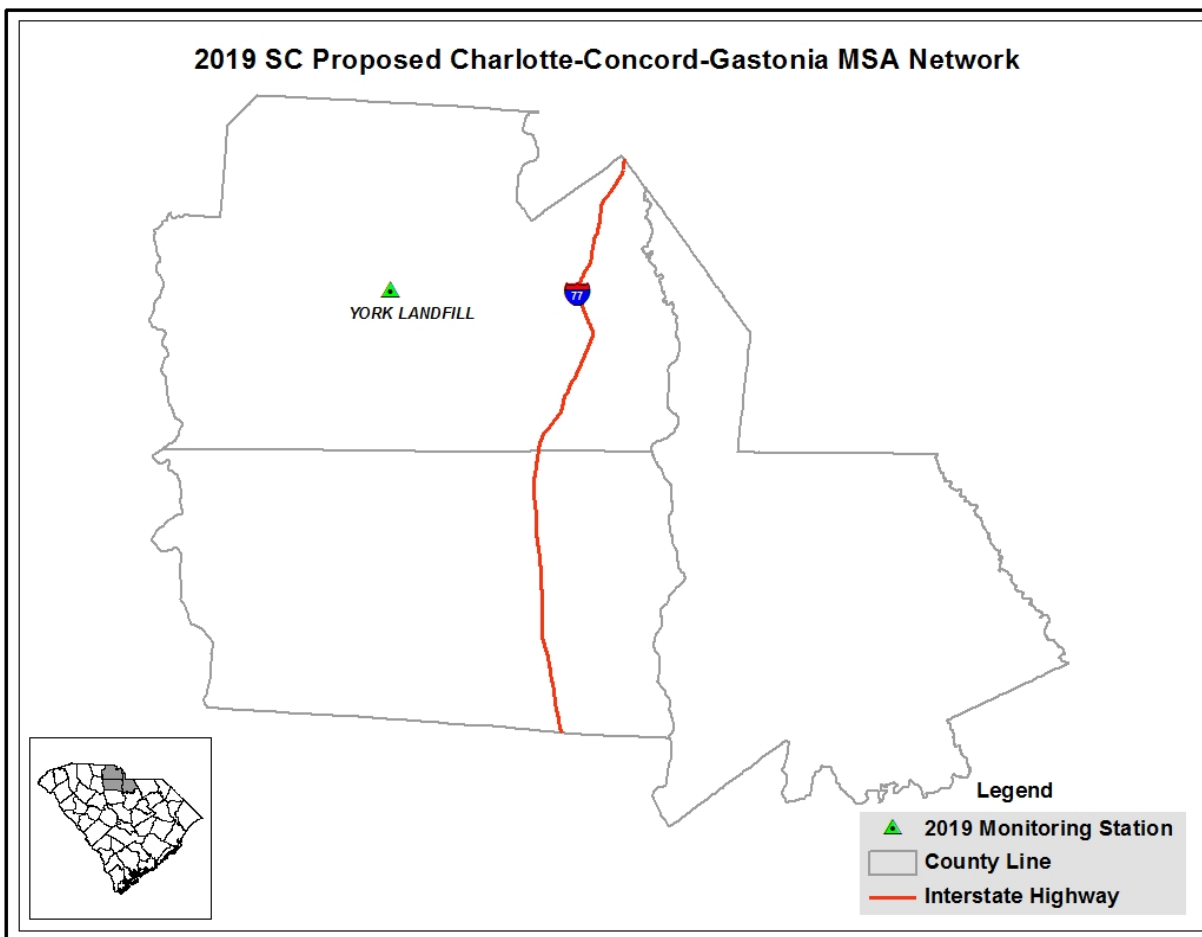 2019 SC Proposed Charlotte-Concord-Gastonia MSA Network
77
YORK LANDFILL
Legend
2019 Monitoring Station
County Line
Interstate Highway